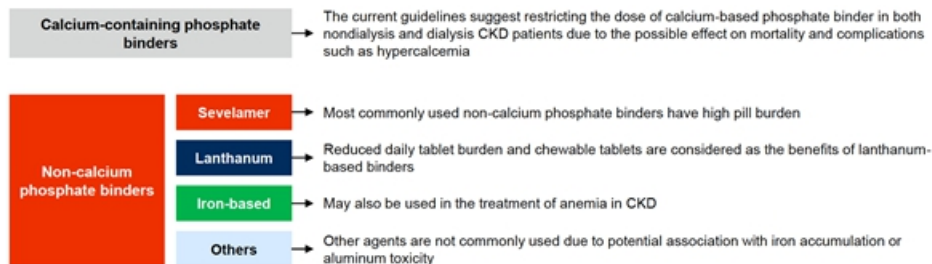 Calcium-containing phosphate
binders
The current guidelines suggest restricting the dose of calcium-based phosphate binder in both
nondialysis and dialysis CKD patients due to the possible effect on mortality and complications
such as hypercalcemia
Non-calcium
phosphate binders
Sevelamer
Most commonly used non-calcium phosphate binders have high pill burden
Lanthanum
Reduced daily tablet burden and chewable tablets are considered as the benefits of lanthanum-
based binders
Iron-based
May also be used in the treatment of anemia in CKD
Others
Other agents are not commonly used due to potential association with iron accumulation or
aluminum toxicity